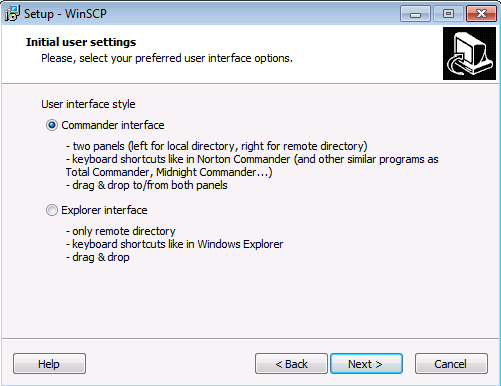 Setup - WinSCP
Initial user settings
Please, select your preferred user interface options.
User interface style
Commander interface
- two panels (left for local directory, right for remote directory)
- keyboard shortcuts like in Norton Commander (and other similar programs as
Total Commander, Midnight Commander...)
- drag & drop to/from both panels
Explorer interface
- only remote directory
- keyboard shortcuts like in Windows Explorer
- drag & drop
Help
< Back
Next >
Cancel